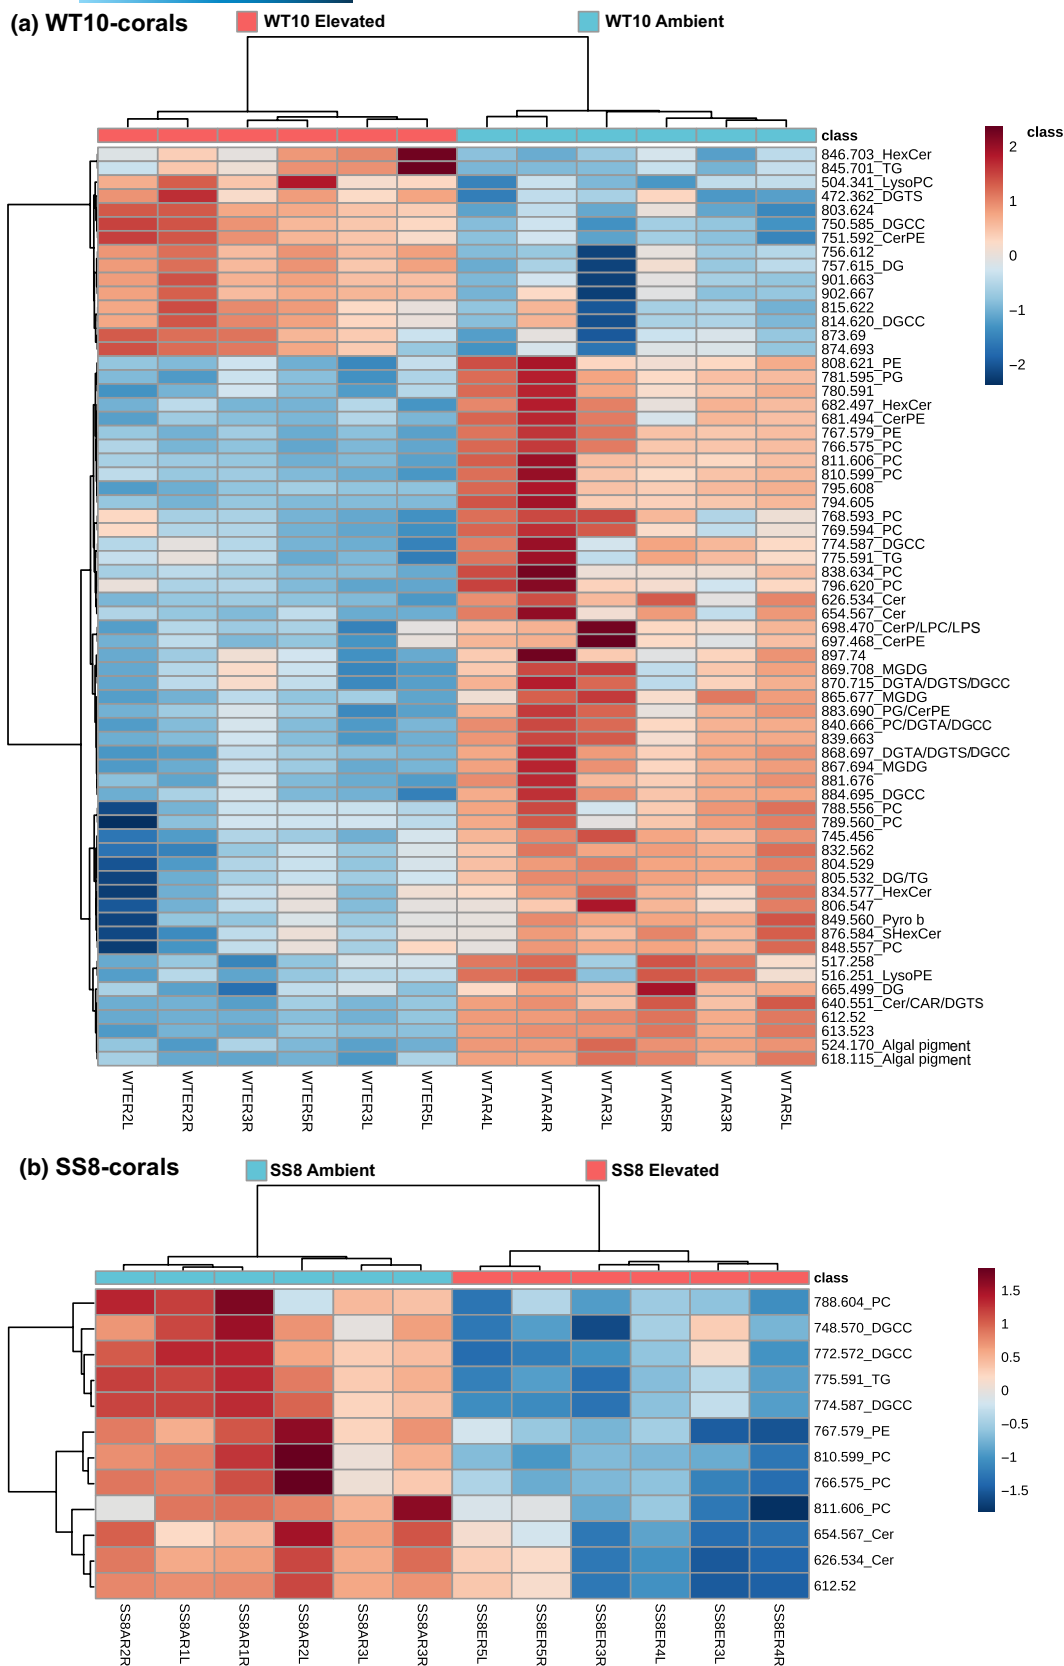 (a) WT10-corals
WT10 Elevated
WT10 Ambient
class
class
2
1
0
−1
−2
846.703_HexCer
845.701_TG
504.341_LysoPC
472.362_DGTS
803.624
750.585_DGCC
751.592_CerPE
756.612
757.615_DG
901.663
902.667
815.622
814.620_DGCC
873.69
874.693
808.621_PE
781.595_PG
780.591
682.497_HexCer
681.494_CerPE
767.579_PE
766.575_PC
811.606_PC
810.599_PC
795.608
794.605
768.593_PC
769.594_PC
774.587_DGCC
775.591_TG
838.634_PC
796.620_PC
626.534_Cer
654.567_Cer
698.470_CerP/LPC/LPS
697.468_CerPE
897.74
869.708_MGDG
870.715_DGTA/DGTS/DGCC
865.677_MGDG
883.690_PG/CerPE
840.666_PC/DGTA/DGCC
839.663
868.697_DGTA/DGTS/DGCC
867.694_MGDG
881.676
884.695_DGCC
788.556_PC
789.560_PC
745.456
832.562
804.529
805.532_DG/TG
834.577_HexCer
806.547
849.560_Pyro b
876.584_SHexCer
848.557_PC
517.258
516.251_LysoPE
665.499_DG
640.551_Cer/CAR/DGTS
612.52
613.523
524.170_Algal pigment
618.115_Algal pigment
WTER2L
WTER2R
WTER3R
WTER5R
WTER3L
WTER5L
WTAR4L
WTAR4R
WTAR3L
WTAR5R
WTAR3R
WTAR5L
(b) SS8-corals
SS8 Ambient
SS8 Elevated
class
1.5
1
0.5
0
−0.5
−1
−1.5
788.604_PC
748.570_DGCC
772.572_DGCC
775.591_TG
774.587_DGCC
767.579_PE
810.599_PC
766.575_PC
811.606_PC
654.567_Cer
626.534_Cer
612.52
SS8AR2R
SS8AR1L
SS8AR1R
SS8AR2L
SS8AR3L
SS8AR3R
SS8ER5L
SS8ER5R
SS8ER3R
SS8ER4L
SS8ER3L
SS8ER4R